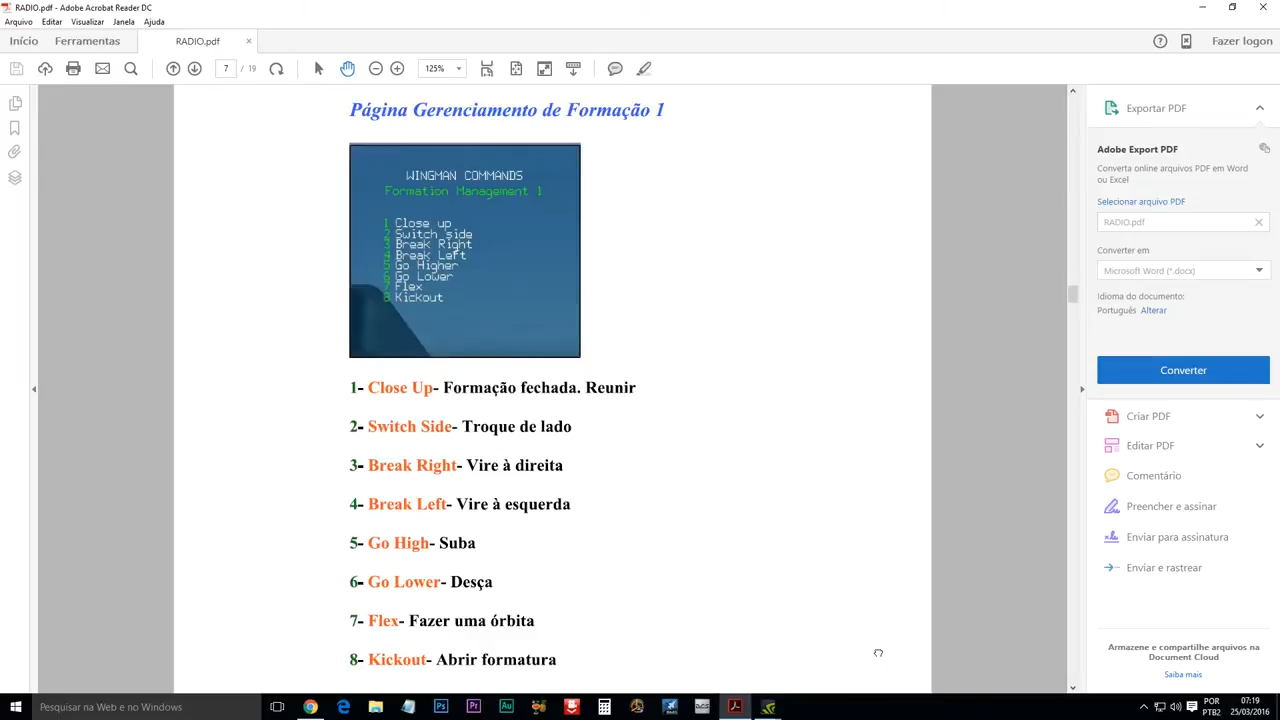 RADIO.pdf - Adobe Acrobat Reader DC
Arquivo Editar Visualizar Janela Ajuda
Início Ferramentas RADIO.pdf × Fazer logon
7 / 19 125%
Página Gerenciamento de Formação 1
WINGMAN COMMANDS
Formation Management 1
1 Close up
2 Switch side
3 Break Right
4 Break Left
5 Go Higher
6 Go Lower
7 Flex
8 Kickout
1- Close Up- Formação fechada. Reunir
2- Switch Side- Troque de lado
3- Break Right- Vire à direita
4- Break Left- Vire à esquerda
5- Go High- Suba
6- Go Lower- Desça
7- Flex- Fazer uma órbita
8- Kickout- Abrir formatura
Exportar PDF
Adobe Export PDF
Converta online arquivos PDF em Word
ou Excel
Selecionar arquivo PDF
RADIO.pdf
Converter em
Microsoft Word (*.docx)
Idioma do documento:
Português Alterar
Converter
Criar PDF
Editar PDF
Comentário
Preencher e assinar
Enviar para assinatura
Enviar e rastrear
Armazene e compartilhe arquivos na
Document Cloud
Saiba mais
Pesquisar na Web e no Windows
Ps Pr Au
POR 07:19
PTB2 25/03/2016